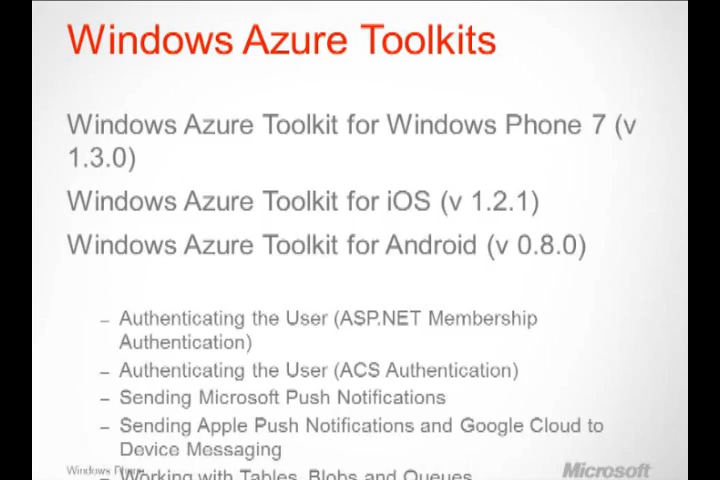 Windows Azure Toolkits
Windows Azure Toolkit for Windows Phone 7 (v
1.3.0)
Windows Azure Toolkit for iOS (v 1.2.1)
Windows Azure Toolkit for Android (v 0.8.0)
– Authenticating the User (ASP.NET Membership
Authentication)
– Authenticating the User (ACS Authentication)
– Sending Microsoft Push Notifications
– Sending Apple Push Notifications and Google Cloud to
Device Messaging
– Working with Tables, Blobs and Queues
Windows Phone
Microsoft